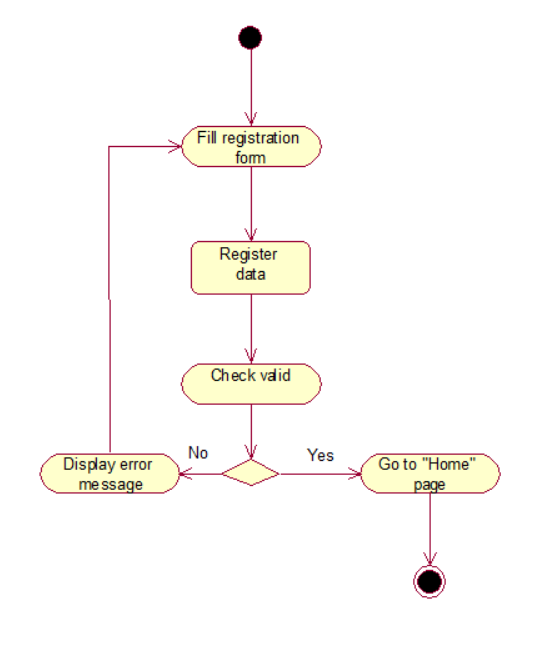 Fill registration
form
Register
data
Check valid
No
Yes
Display error
message
Go to "Home"
page